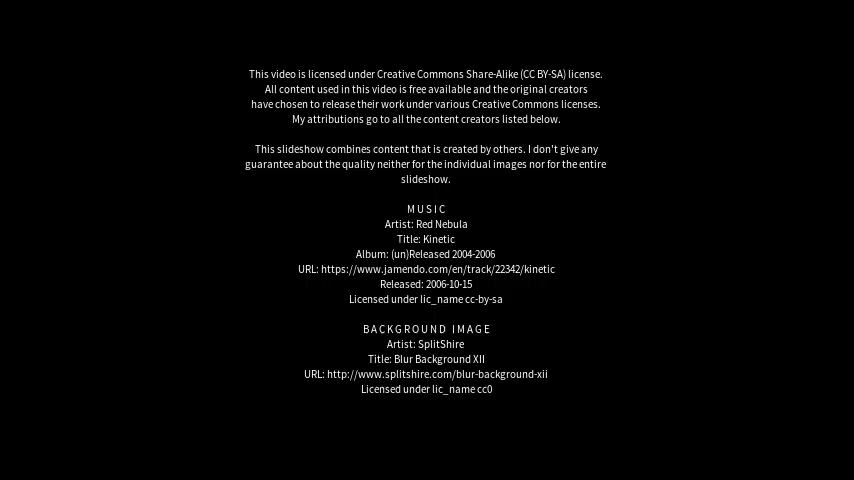 This video is licensed under Creative Commons Share-Alike (CC BY-SA) license.
All content used in this video is free available and the original creators
have chosen to release their work under various Creative Commons licenses.
My attributions go to all the content creators listed below.
This slideshow combines content that is created by others. I don't give any
guarantee about the quality neither for the individual images nor for the entire
slideshow.
MUSIC
Artist: Red Nebula
Title: Kinetic
Album: (un)Released 2004-2006
URL: https://www.jamendo.com/en/track/22342/kinetic
Released: 2006-10-15
Licensed under lic_name cc-by-sa
BACKGROUND IMAGE
Artist: SplitShire
Title: Blur Background XII
URL: http://www.splitshire.com/blur-background-xii
Licensed under lic_name cc0